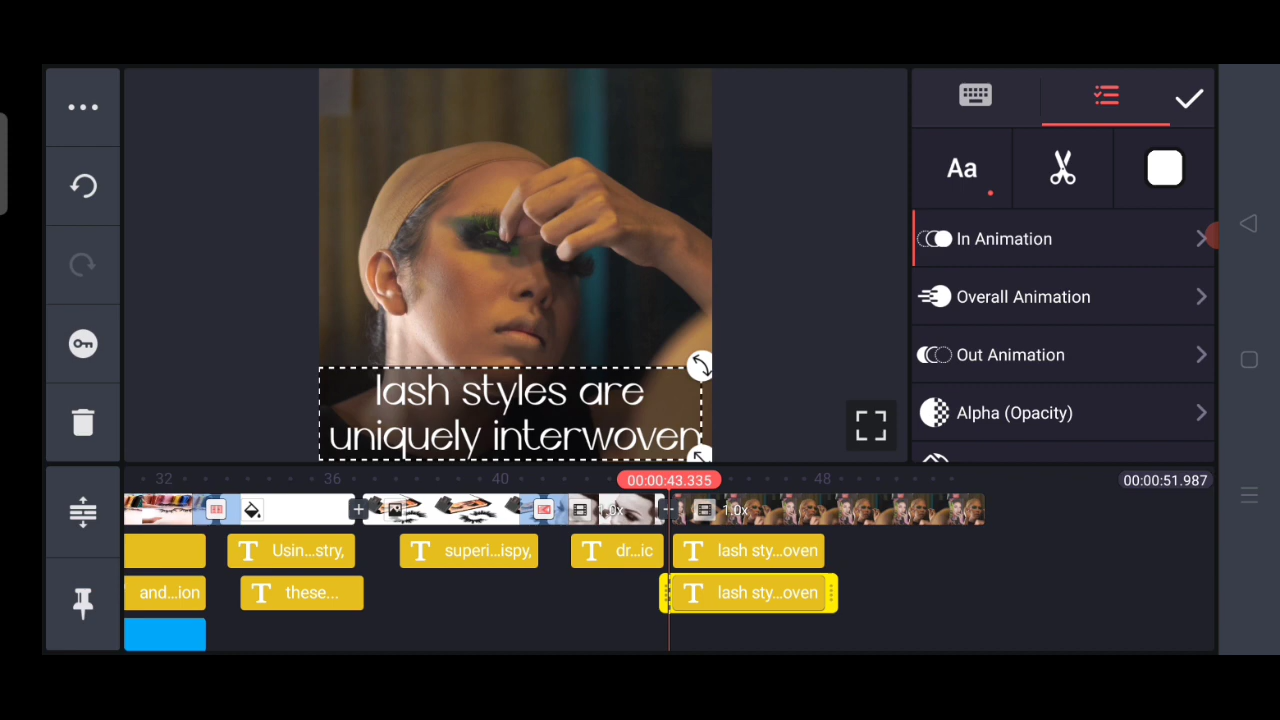 lash styles are
uniquely interwoven
Aa
In Animation
Overall Animation
Out Animation
Alpha (Opacity)
32
36
40
00:00:43.335
48
00:00:51.987
1.0x
1.0x
T Usin...stry,
T superi...ispy,
T dr...ic
T lash sty...oven
and...ion
T these...
T lash sty...oven